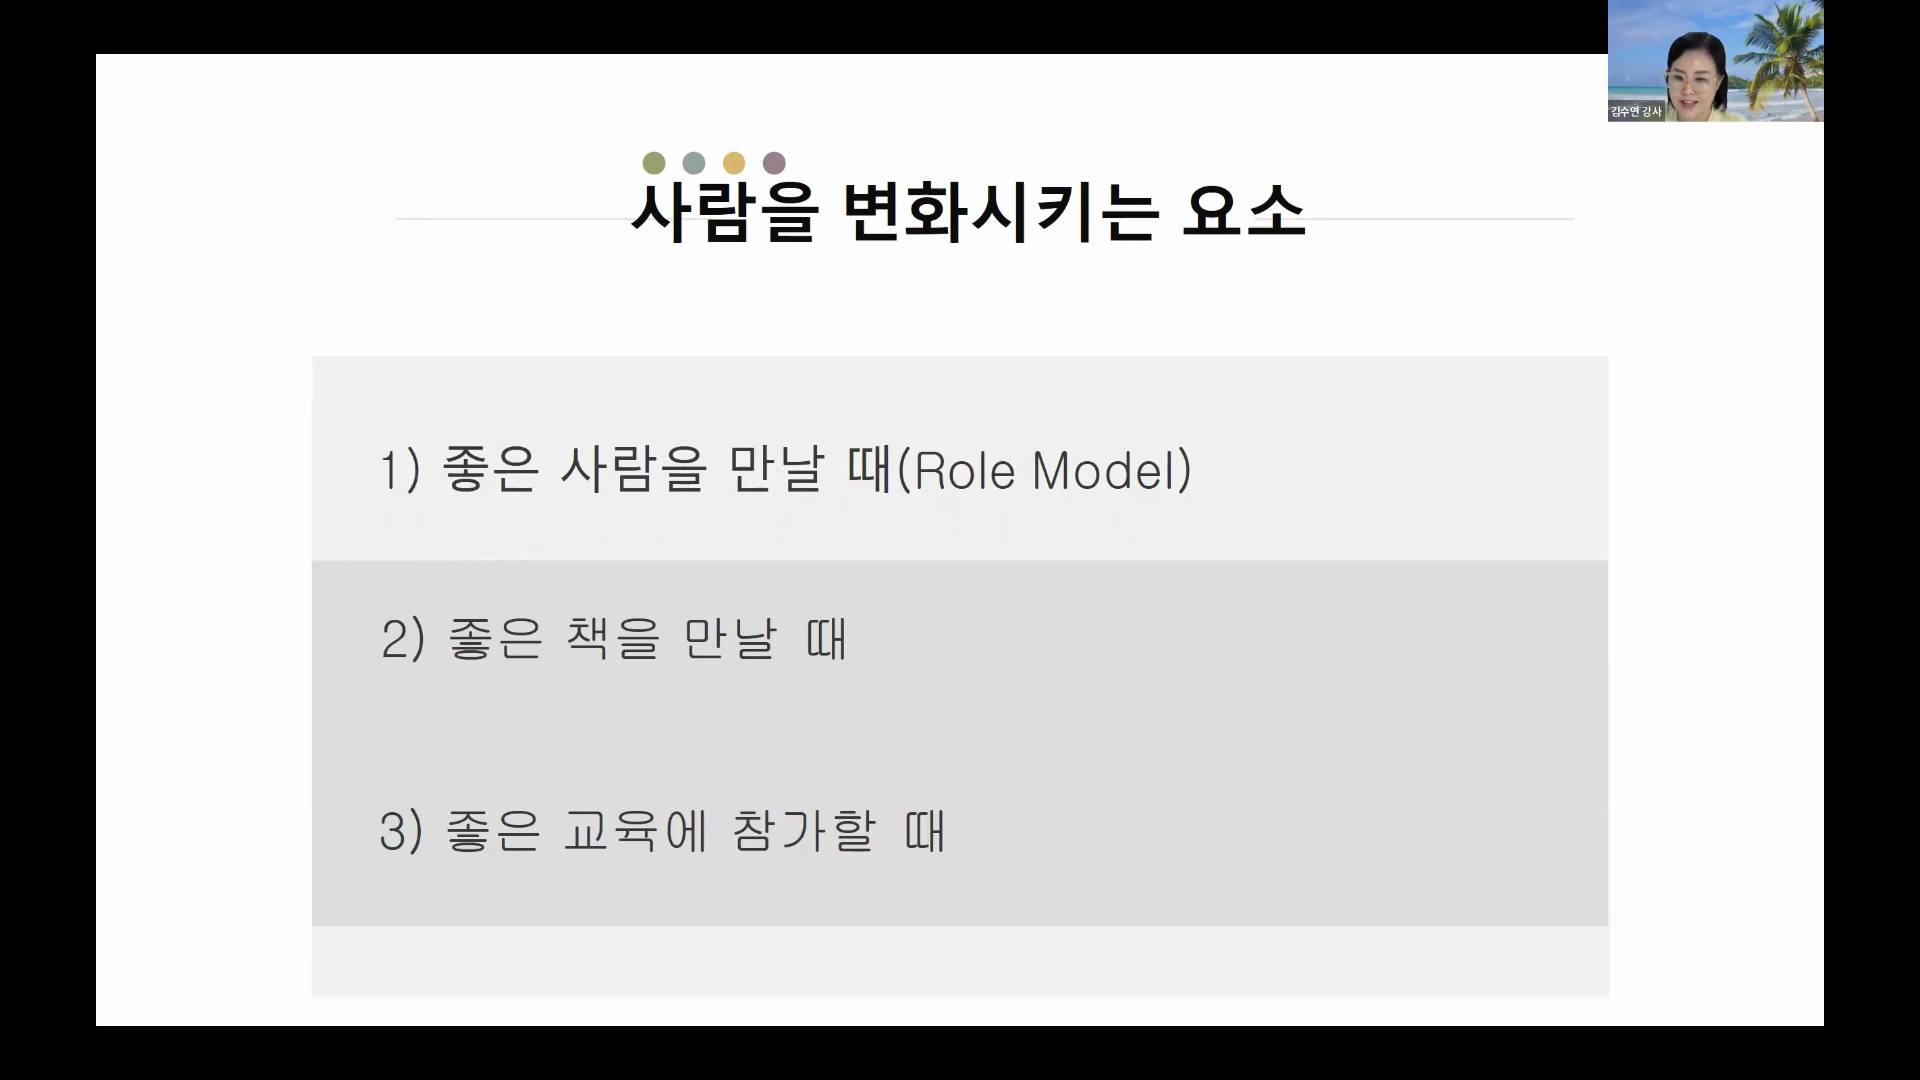 김수연 강사
사람을 변화시키는 요소
1) 좋은 사람을 만날 때(Role Model)
2) 좋은 책을 만날 때
3) 좋은 교육에 참가할 때